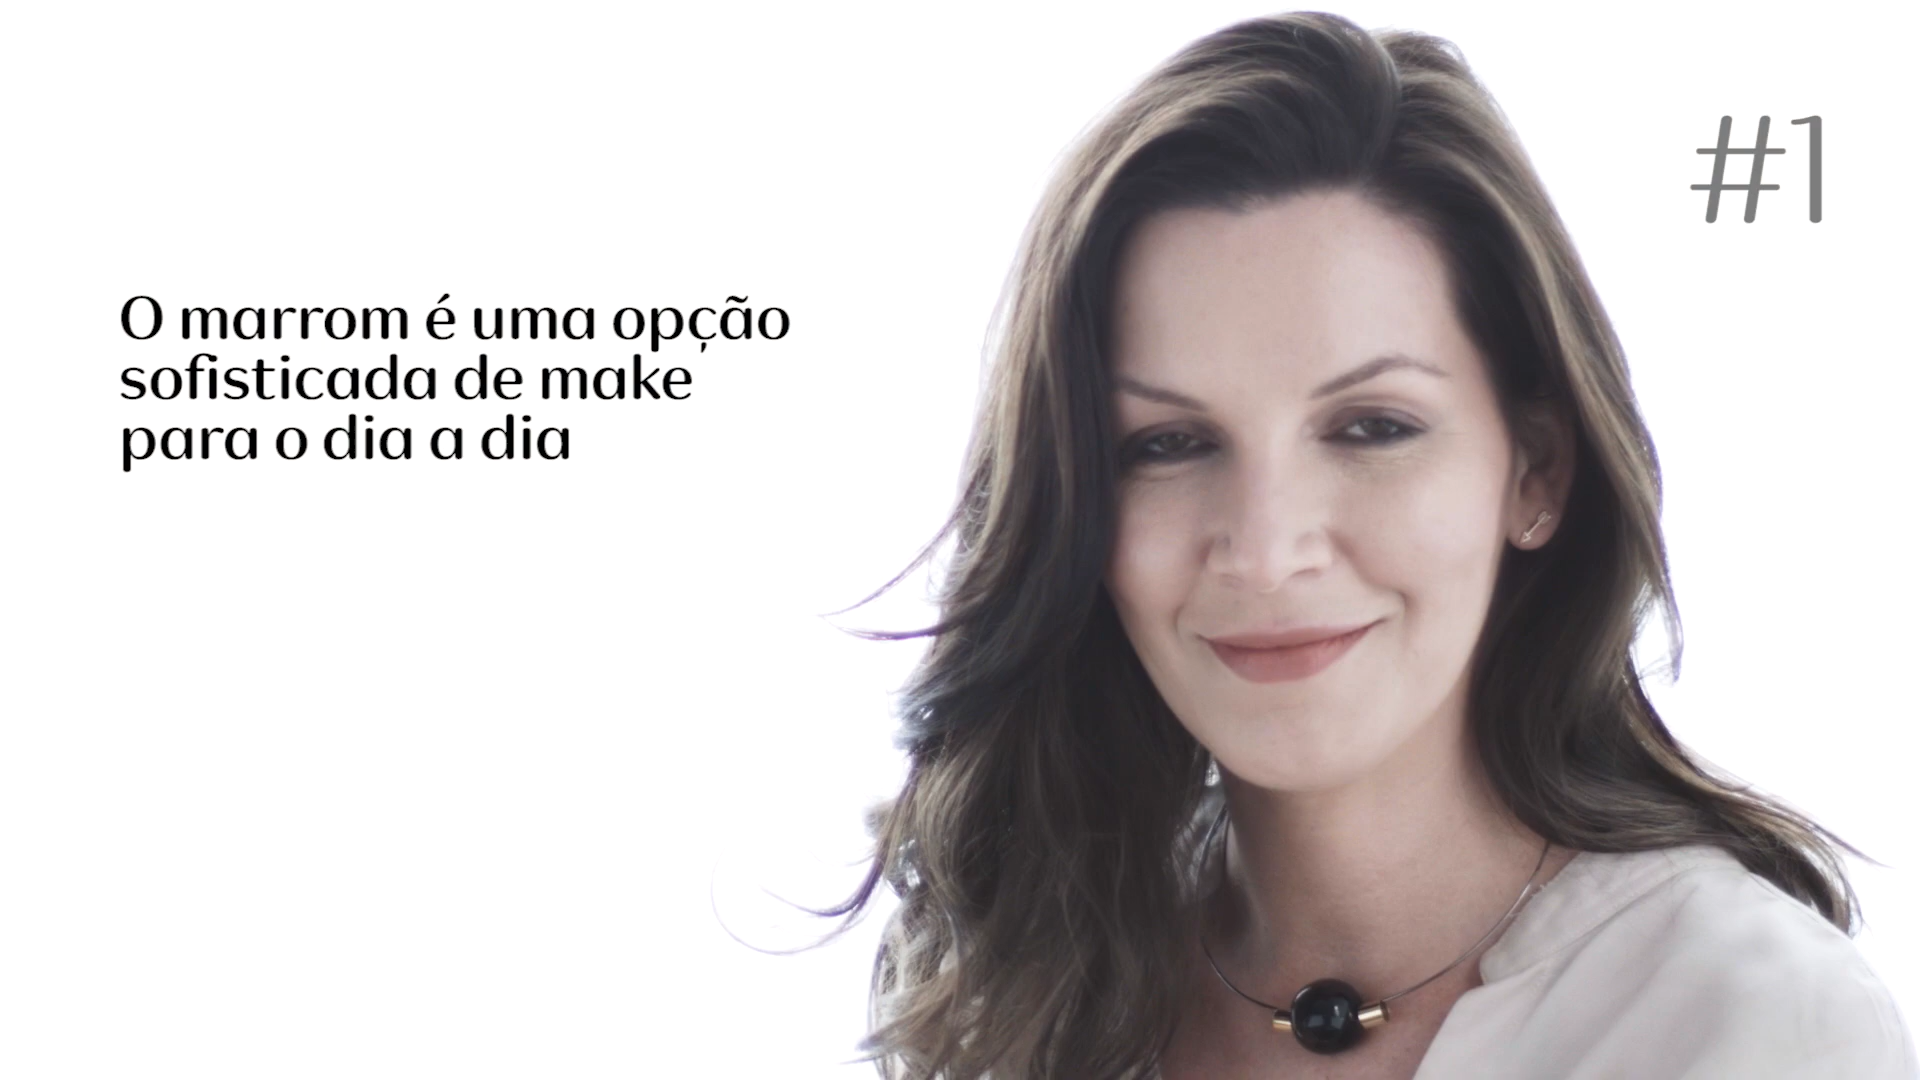 #1
O marrom é uma opção
sofisticada de make
para o dia a dia